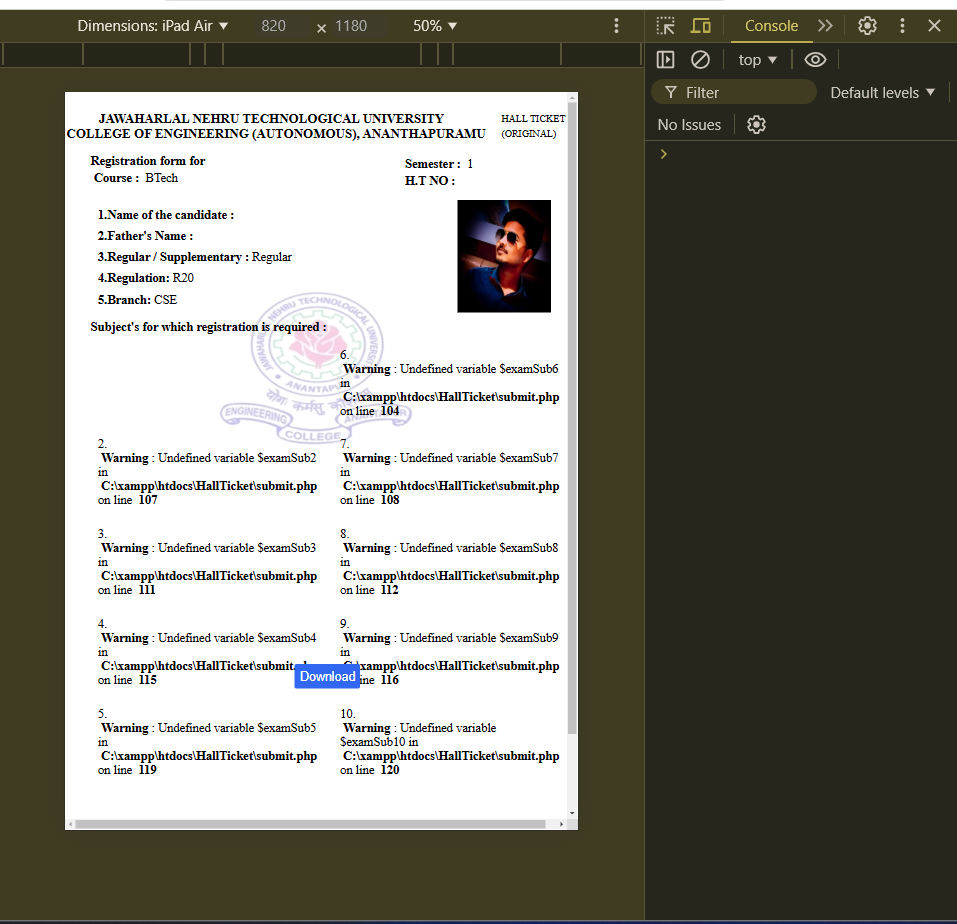 Dimensions: iPad Air 820 × 1180 50%
Console
top
Filter Default levels
No Issues
JAWAHARLAL NEHRU TECHNOLOGICAL UNIVERSITY HALL TICKET
COLLEGE OF ENGINEERING (AUTONOMOUS), ANANTHAPURAMU (ORIGINAL)
Registration form for
Semester : 1
Course : BTech
H.T NO :
1.Name of the candidate :
2.Father's Name :
3.Regular / Supplementary : Regular
4.Regulation: R20
5.Branch: CSE
JAWAHARLAL NEHRU TECHNOLOGICAL UNIVERSITY
Subject's for which registration is required :
ENGINEERING
COLLEGE
6.
Warning : Undefined variable $examSub6
in
C:\xampp\htdocs\HallTicket\submit.php
on line 104
2.
Warning : Undefined variable $examSub2
in
C:\xampp\htdocs\HallTicket\submit.php
on line 107
7.
Warning : Undefined variable $examSub7
in
C:\xampp\htdocs\HallTicket\submit.php
on line 108
3.
Warning : Undefined variable $examSub3
in
C:\xampp\htdocs\HallTicket\submit.php
on line 111
8.
Warning : Undefined variable $examSub8
in
C:\xampp\htdocs\HallTicket\submit.php
on line 112
4.
Warning : Undefined variable $examSub4
in
C:\xampp\htdocs\HallTicket\submit.
on line 115
9.
Warning : Undefined variable $examSub9
in
xampp\htdocs\HallTicket\submit.php
ine 116
Download
5.
Warning : Undefined variable $examSub5
in
C:\xampp\htdocs\HallTicket\submit.php
on line 119
10.
Warning : Undefined variable
$examSub10 in
C:\xampp\htdocs\HallTicket\submit.php
on line 120